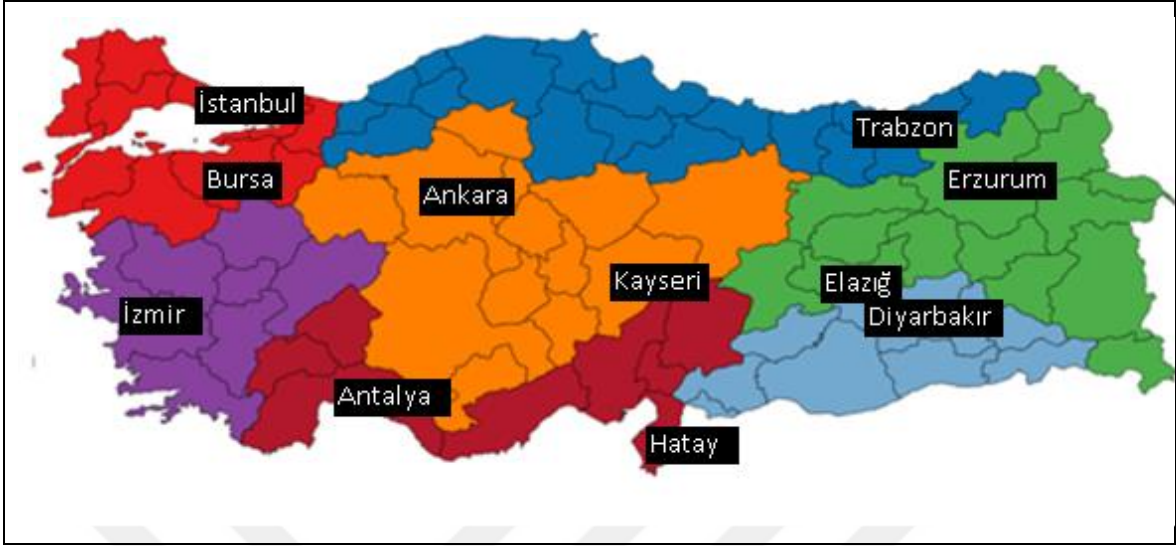 İstanbul
Trabzon
Bursa
Ankara
Erzurum
Kayseri
Elazığ
İzmir
Diyarbakır
Antalya
Hatay